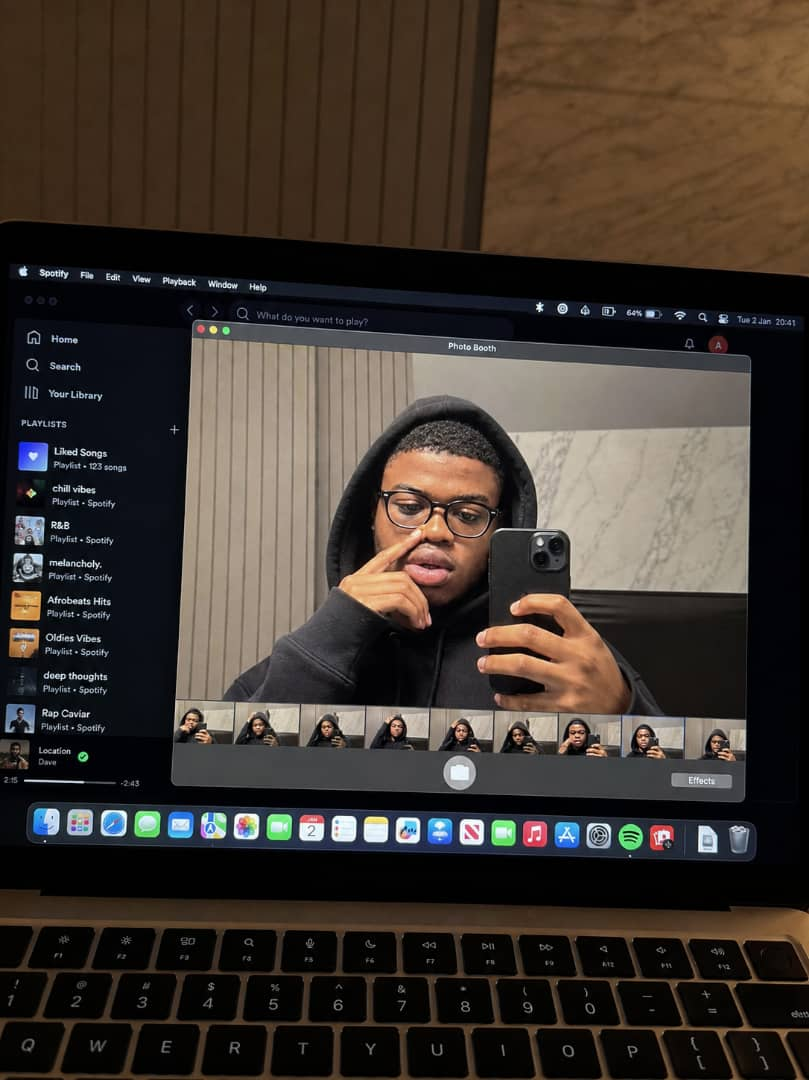 Spotify File Edit View Playback Window Help
64% Tue 2 Jan 20:41
What do you want to play?
A
Photo Booth
Home
Search
Your Library
PLAYLISTS +
Liked Songs
Playlist • 123 songs
chill vibes
Playlist • Spotify
R&B
Playlist • Spotify
melancholy.
Playlist • Spotify
Afrobeats Hits
Playlist • Spotify
Oldies Vibes
Playlist • Spotify
deep thoughts
Playlist • Spotify
Rap Caviar
Playlist • Spotify
Location
Dave
2:15 -2:43
Effects
JAN
2
F1 F2 F3 F4 F5 F6 F7 F8 F9 F11 F12
! @ # $ % ^ & * ( ) — +
1 2 3 4 5 6 7 8 9 0 - =
Q W E R T Y U I O P { }
[ ]